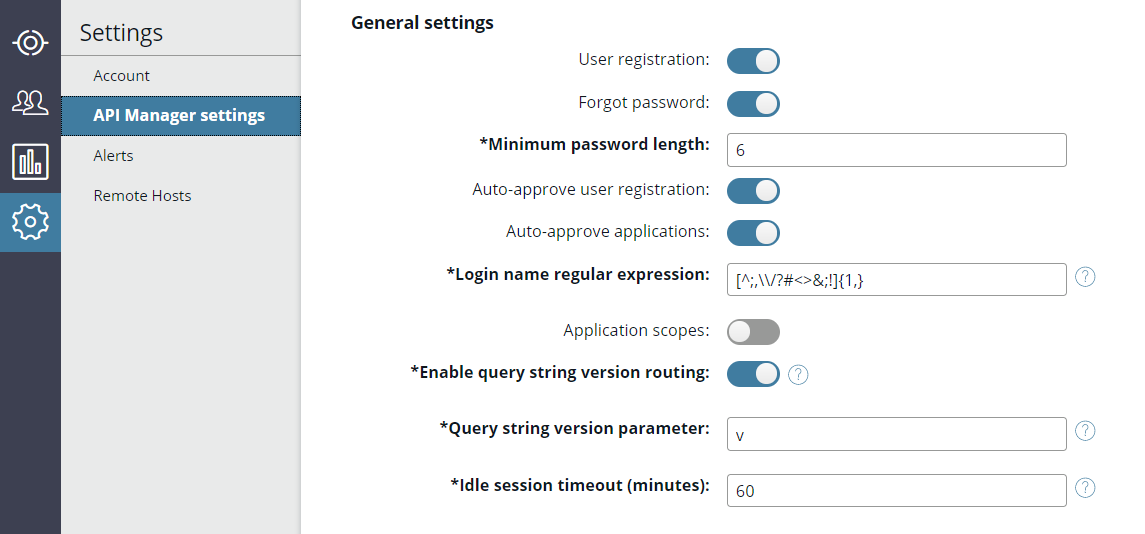 Settings
Account
API Manager settings
Alerts
Remote Hosts
General settings
User registration:
Forgot password:
*Minimum password length: 6
Auto-approve user registration:
Auto-approve applications:
*Login name regular expression: [^;,\\/?#<>&;!]{1,} ?
Application scopes:
*Enable query string version routing: ?
*Query string version parameter: v ?
*Idle session timeout (minutes): 60 ?